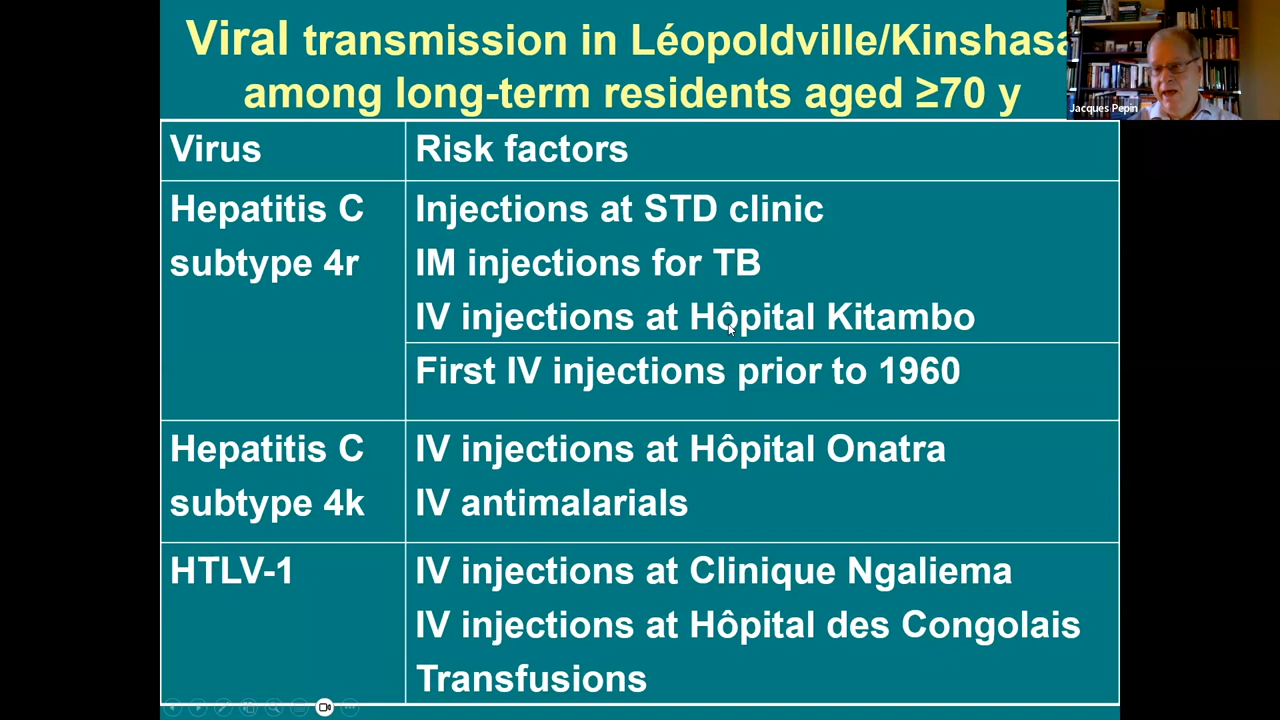 Viral transmission in Léopoldville/Kinshasa
among long-term residents aged ≥70 y
Jacques Pepin
Virus
Risk factors
Hepatitis C
subtype 4r
Injections at STD clinic
IM injections for TB
IV injections at Hôpital Kitambo
First IV injections prior to 1960
Hepatitis C
subtype 4k
IV injections at Hôpital Onatra
IV antimalarials
HTLV-1
IV injections at Clinique Ngaliema
IV injections at Hôpital des Congolais
Transfusions